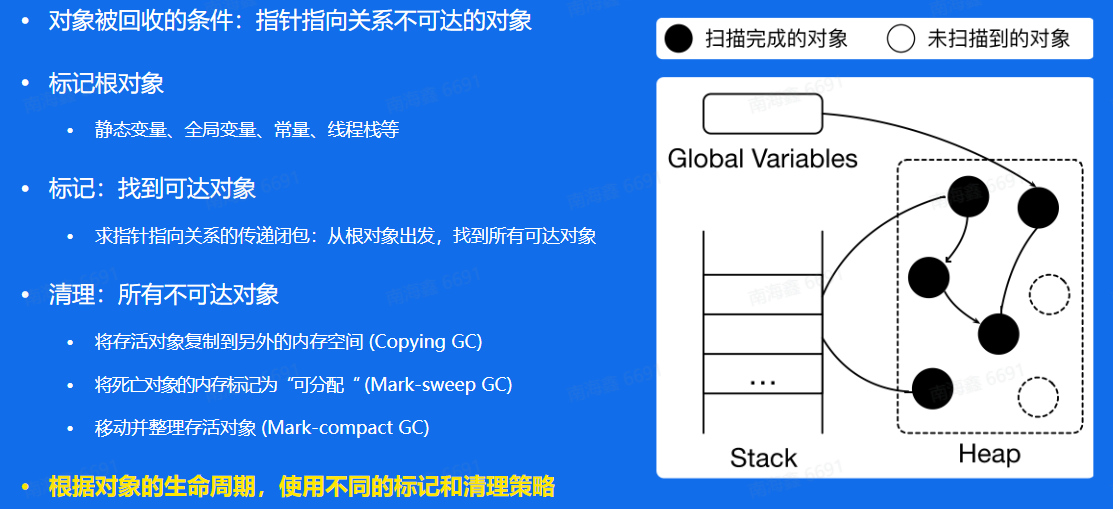 对象被回收的条件：指针指向关系不可达的对象
标记根对象
静态变量、全局变量、常量、线程栈等
标记：找到可达对象
求指针指向关系的传递闭包：从根对象出发，找到所有可达对象
清理：所有不可达对象
将存活对象复制到另外的内存空间 (Copying GC)
将死亡对象的内存标记为“可分配“ (Mark-sweep GC)
移动并整理存活对象 (Mark-compact GC)
根据对象的生命周期，使用不同的标记和清理策略
扫描完成的对象
未扫描到的对象
Global Variables
...
Stack
Heap
南海鑫 6691